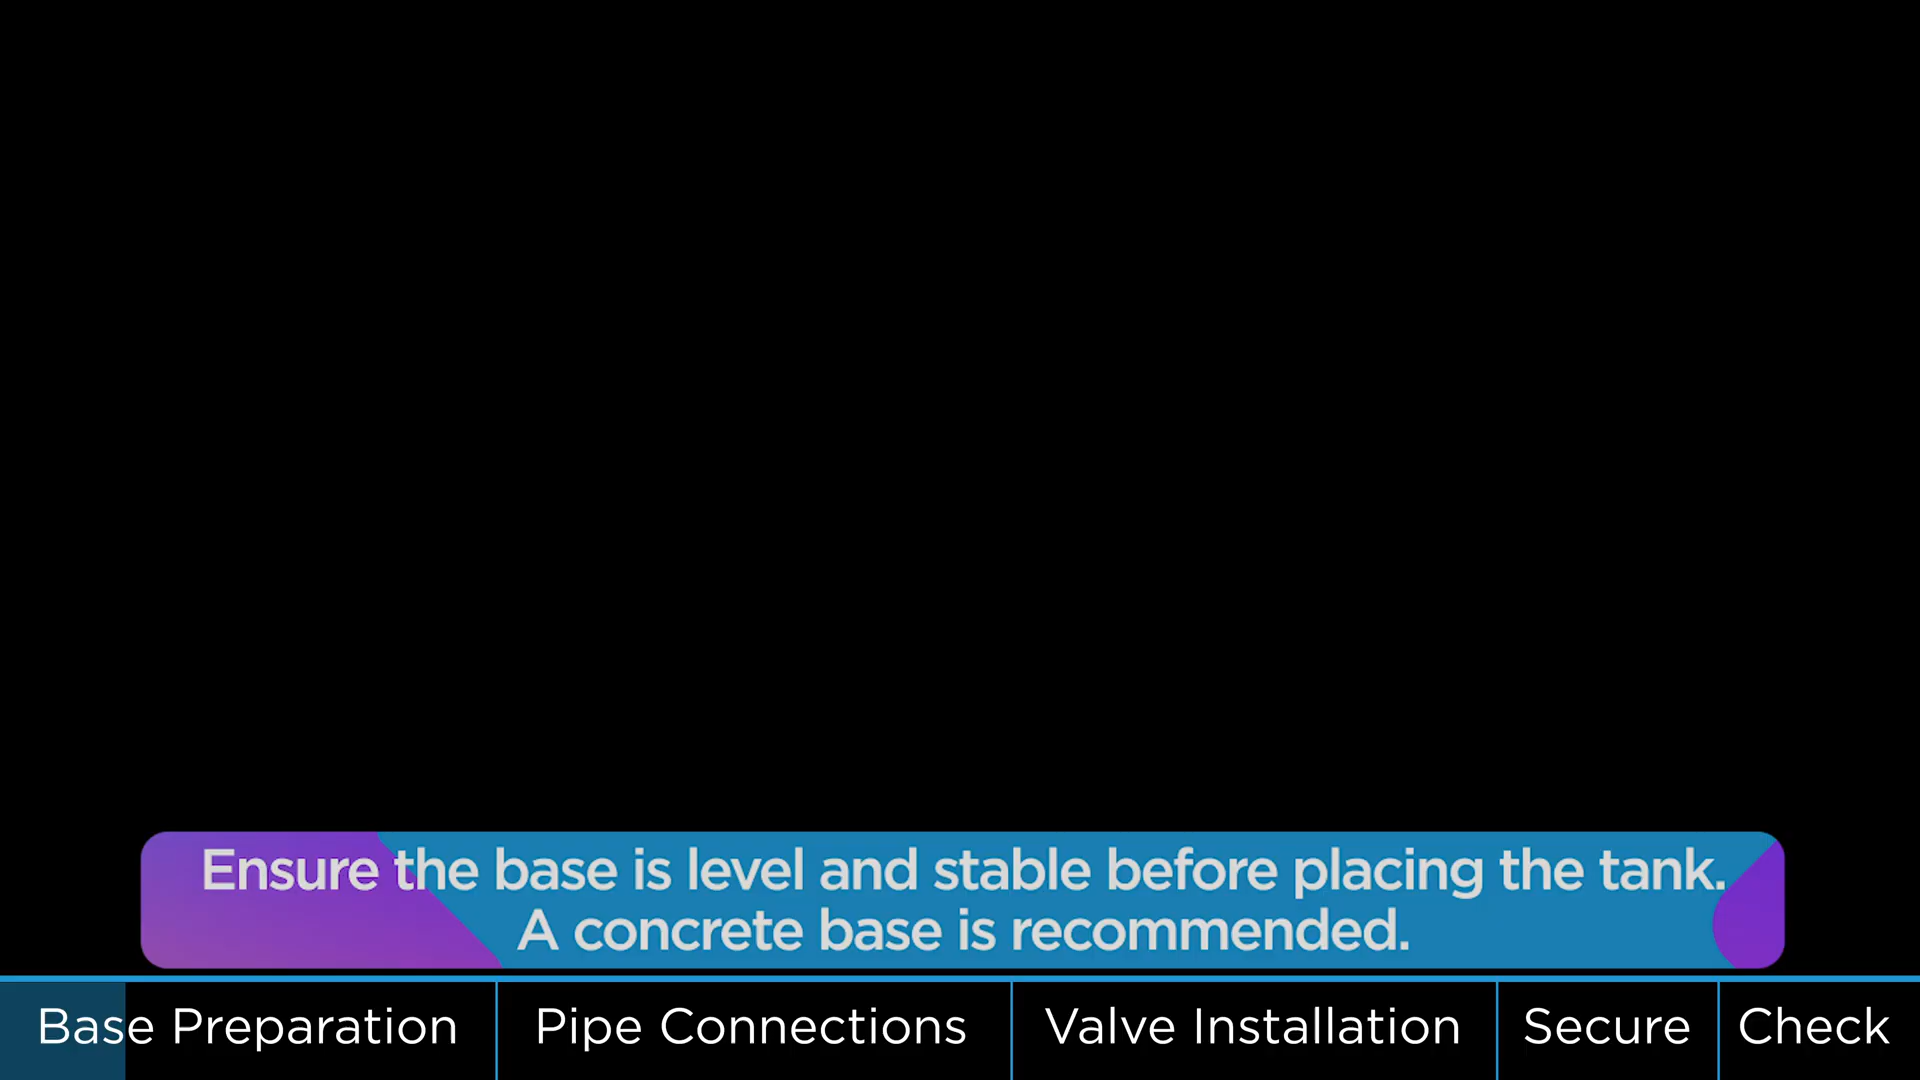 Ensure the base is level and stable before placing the tank.
A concrete base is recommended.
Base Preparation
Pipe Connections
Valve Installation
Secure
Check